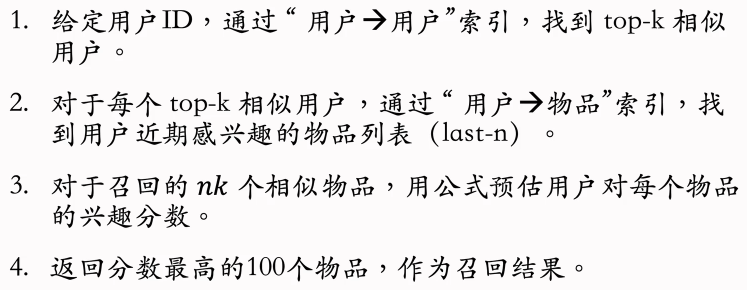 1. 给定用户ID，通过“用户→用户”索引，找到 top-k 相似
用户。
2. 对于每个 top-k 相似用户，通过“用户→物品”索引，找
到用户近期感兴趣的物品列表（last-n）。
3. 对于召回的 nk 个相似物品，用公式预估用户对每个物品
的兴趣分数。
4. 返回分数最高的100个物品，作为召回结果。